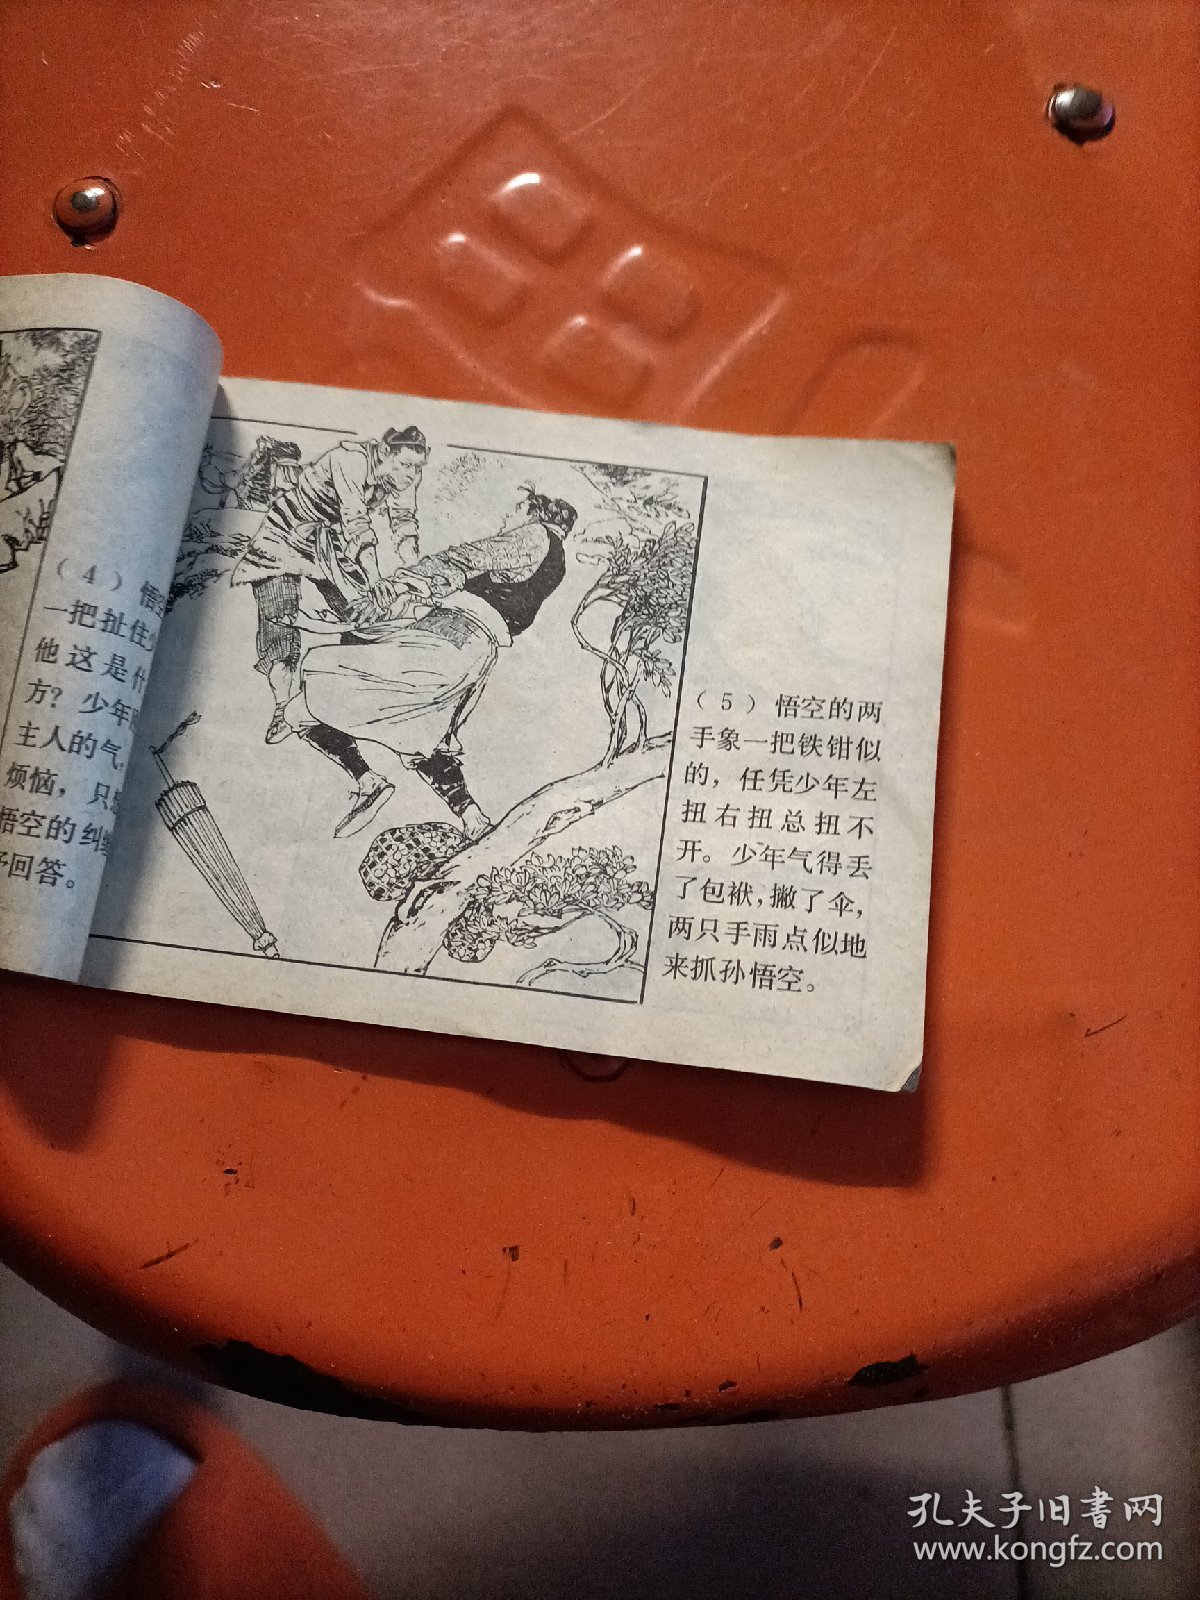 （4）悟空
一把扯住
他这是什
方？少年
主人的气，
烦恼，只
悟空的纠缠
予回答。
（5）悟空的两
手象一把铁钳似
的，任凭少年左
扭右扭总扭不
开。少年气得丢
了包袱，撇了伞，
两只手雨点似地
来抓孙悟空。
孔夫子旧书网
www.kongfz.com